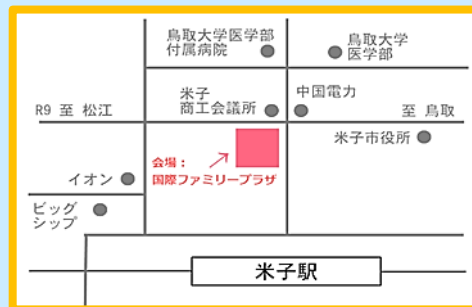 鳥取大学医学部
付属病院
鳥取大学
医学部
米子
商工会議所
中国電力
R9 至 松江
至 鳥取
米子市役所
会場：
国際ファミリープラザ
イオン
ビッグ
シップ
米子駅